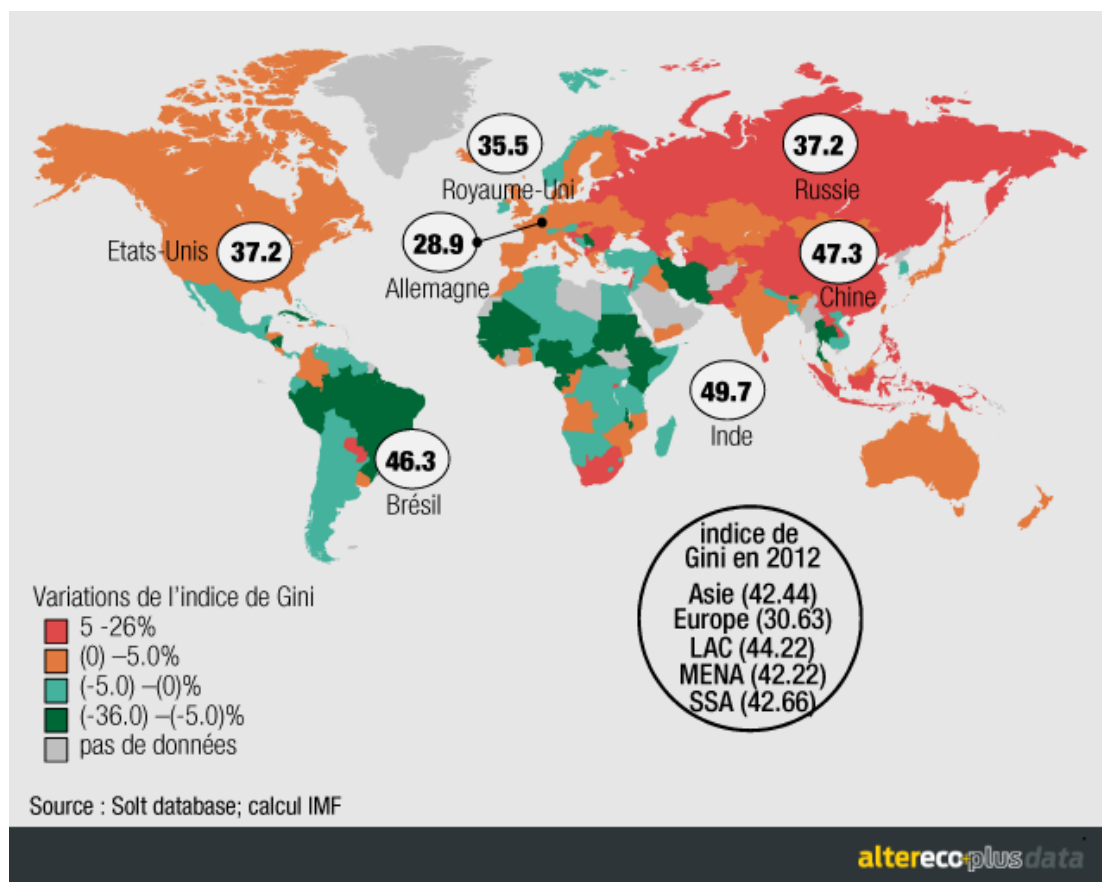 35.5
Royaume-Uni
37.2
Russie
Etats-Unis 37.2
28.9
Allemagne
47.3
Chine
49.7
Inde
46.3
Brésil
indice de
Gini en 2012
Asie (42.44)
Europe (30.63)
LAC (44.22)
MENA (42.22)
SSA (42.66)
Variations de l'indice de Gini
5 -26%
(0) –5.0%
(-5.0) –(0)%
(-36.0) –(-5.0)%
pas de données
Source : Solt database; calcul IMF
altereco+plusdata